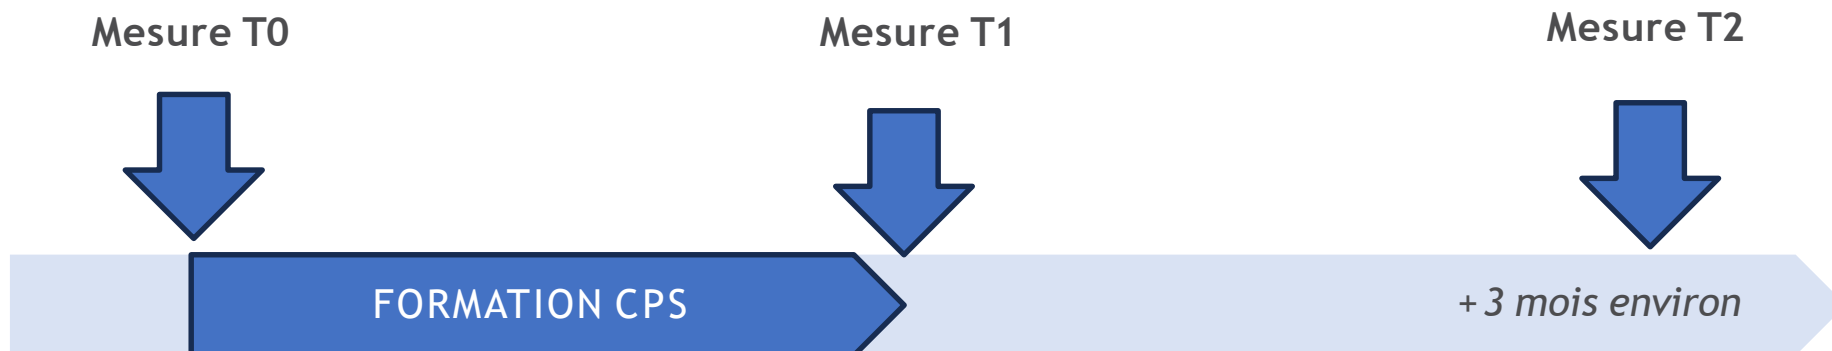 Mesure T0
Mesure T1
Mesure T2
FORMATION CPS
+ 3 mois environ